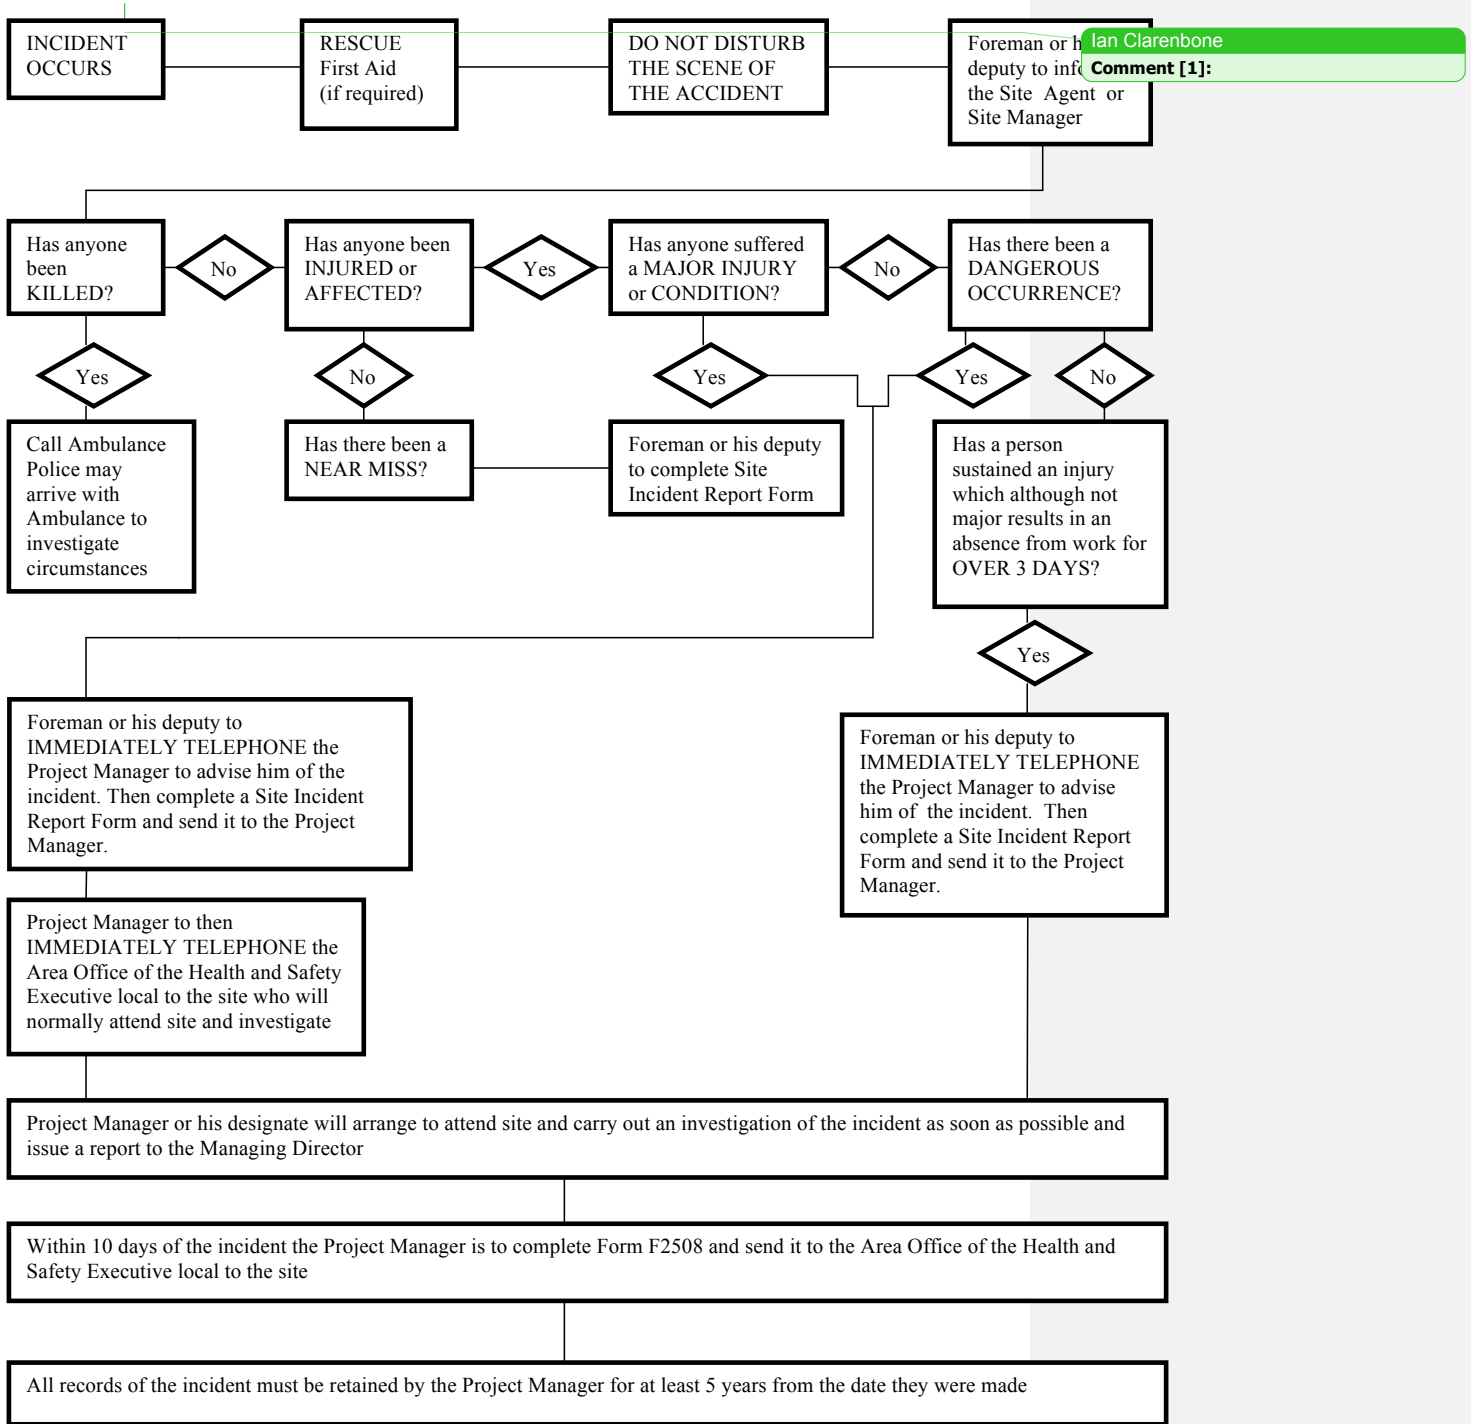 INCIDENT
OCCURS
RESCUE
First Aid
(if required)
DO NOT DISTURB
THE SCENE OF
THE ACCIDENT
Foreman or h
deputy to info
the Site Agent or
Site Manager
Ian Clarenbone
Comment [1]:
Has anyone
been
KILLED?
No
Has anyone been
INJURED or
AFFECTED?
Yes
Has anyone suffered
a MAJOR INJURY
or CONDITION?
No
Has there been a
DANGEROUS
OCCURRENCE?
Yes
No
Yes
Yes
No
Call Ambulance
Police may
arrive with
Ambulance to
investigate
circumstances
Has there been a
NEAR MISS?
Foreman or his deputy
to complete Site
Incident Report Form
Has a person
sustained an injury
which although not
major results in an
absence from work for
OVER 3 DAYS?
Yes
Foreman or his deputy to
IMMEDIATELY TELEPHONE the
Project Manager to advise him of the
incident. Then complete a Site Incident
Report Form and send it to the Project
Manager.
Foreman or his deputy to
IMMEDIATELY TELEPHONE
the Project Manager to advise
him of the incident. Then
complete a Site Incident Report
Form and send it to the Project
Manager.
Project Manager to then
IMMEDIATELY TELEPHONE the
Area Office of the Health and Safety
Executive local to the site who will
normally attend site and investigate
Project Manager or his designate will arrange to attend site and carry out an investigation of the incident as soon as possible and
issue a report to the Managing Director
Within 10 days of the incident the Project Manager is to complete Form F2508 and send it to the Area Office of the Health and
Safety Executive local to the site
All records of the incident must be retained by the Project Manager for at least 5 years from the date they were made